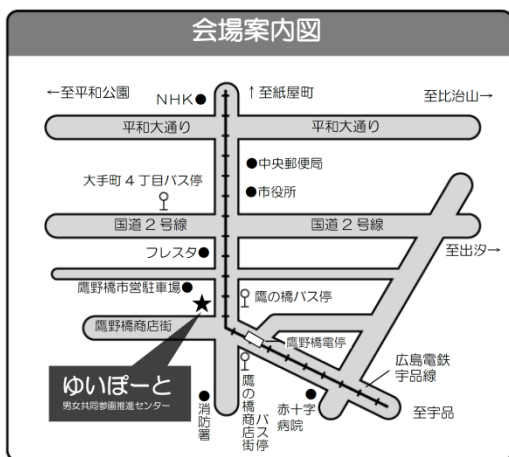 会場案内図
←至平和公園
NHK
↑至紙屋町
至比治山→
平和大通り
平和大通り
中央郵便局
大手町4丁目バス停
市役所
国道2号線
国道2号線
フレスタ
至出汐→
鷹野橋市営駐車場
鷹の橋バス停
鷹野橋商店街
鷹野橋電停
広島電鉄
宇品線
ゆいぽーと
男女共同参画推進センター
消防署
鷹の橋商店街バス停
赤十字
病院
至宇品